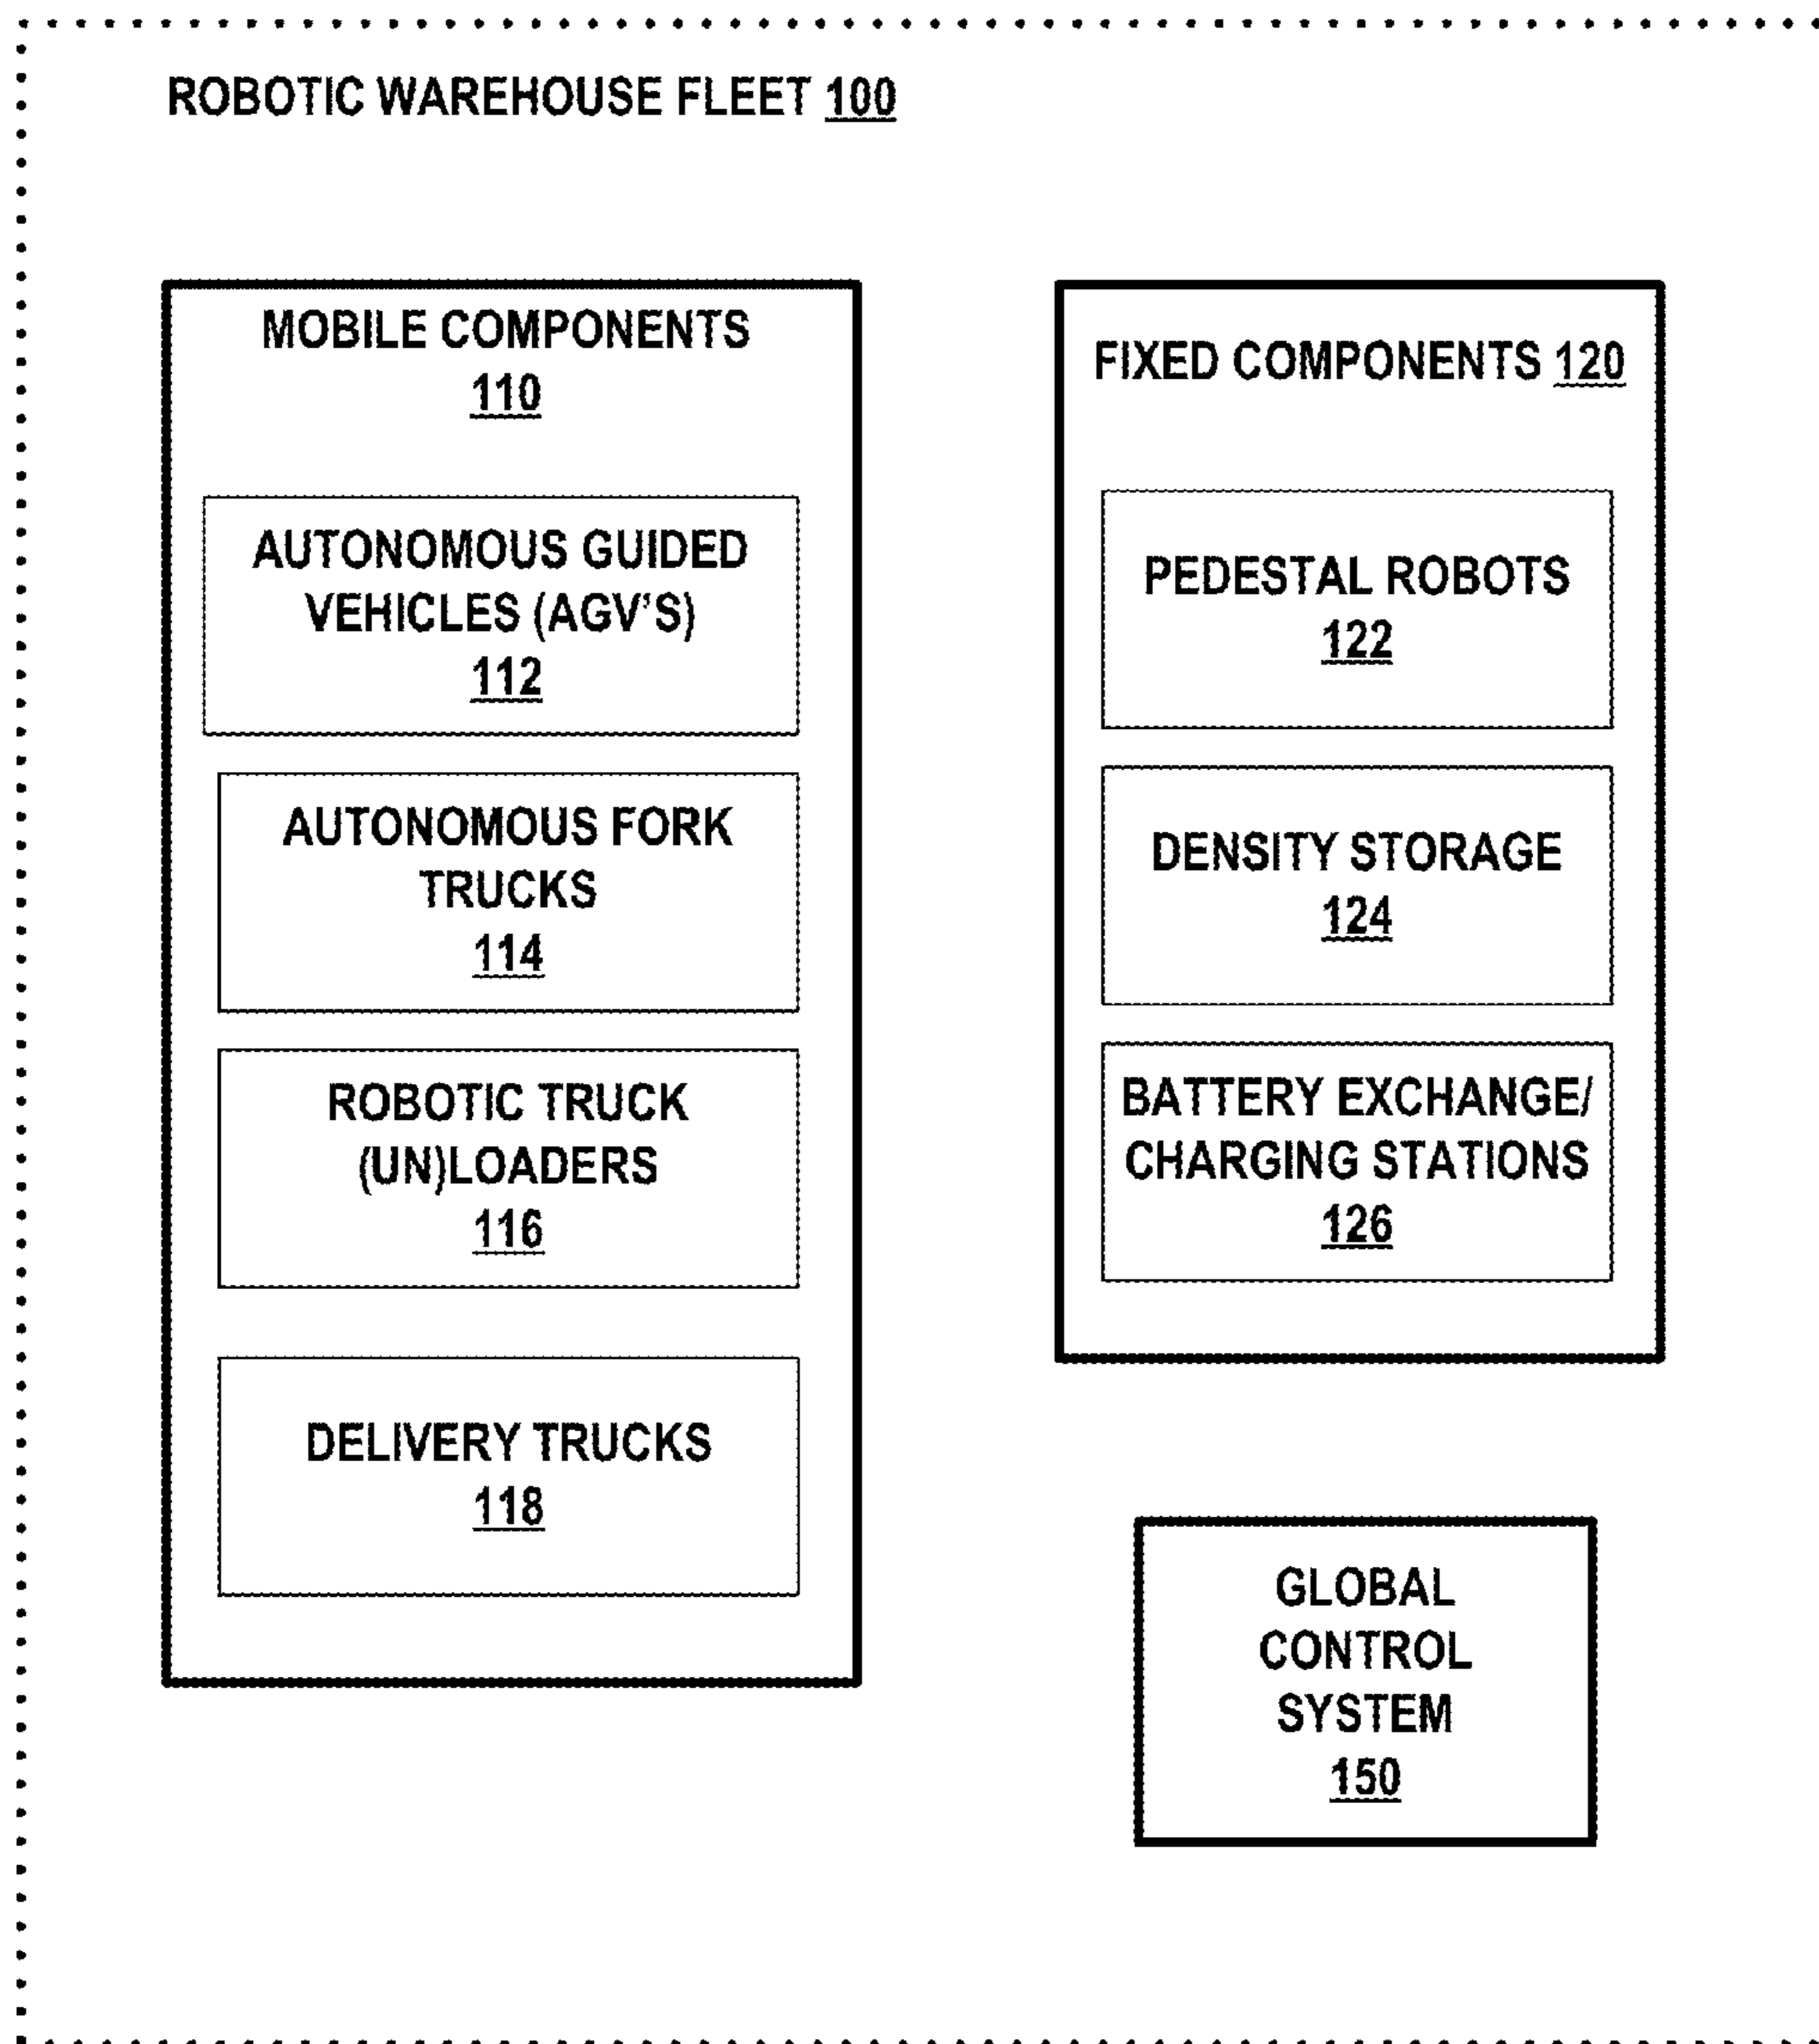 ROBOTIC WAREHOUSE FLEET 100
MOBILE COMPONENTS
110
AUTONOMOUS GUIDED
VEHICLES (AGV'S)
112
AUTONOMOUS FORK
TRUCKS
114
ROBOTIC TRUCK
(UN)LOADERS
116
DELIVERY TRUCKS
118
FIXED COMPONENTS 120
PEDESTAL ROBOTS
122
DENSITY STORAGE
124
BATTERY EXCHANGE/
CHARGING STATIONS
126
GLOBAL
CONTROL
SYSTEM
150